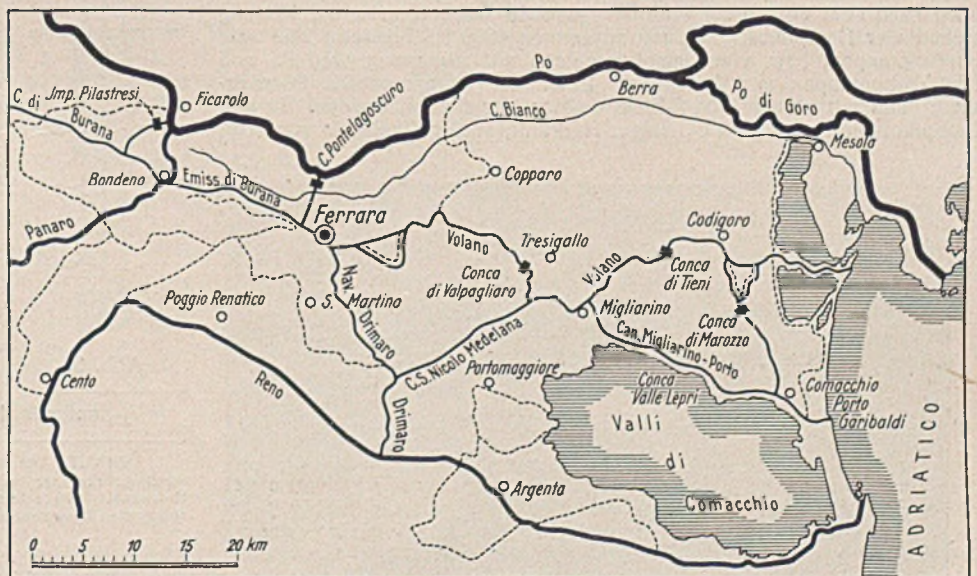 C. di
Burana
Jmp. Pilastresi
Ficarolo
C. Pontelagoscuro
Po
Berra
Po di Goro
C. Bianco
Mesola
Bondeno
Emiss di Burana
Copparo
Panaro
Ferrara
Volano
Tresigallo
Codigoro
Conca
di Valpagliaro
Volano
Conca
di Tieni
Nav.
Drimaro
S. Martino
Poggio Renatico
Migliarino
Conca
di Marozzo
Can. Migliarino-Porto
C.S. Nicolo Medelana
Portomaggiore
Cento
Reno
Drimaro
Conca
Valle Lepri
Comacchio
Porto
Garibaldi
Valli
di
Comacchio
Argenta
ADRIATICO
0 5 10 15 20 km